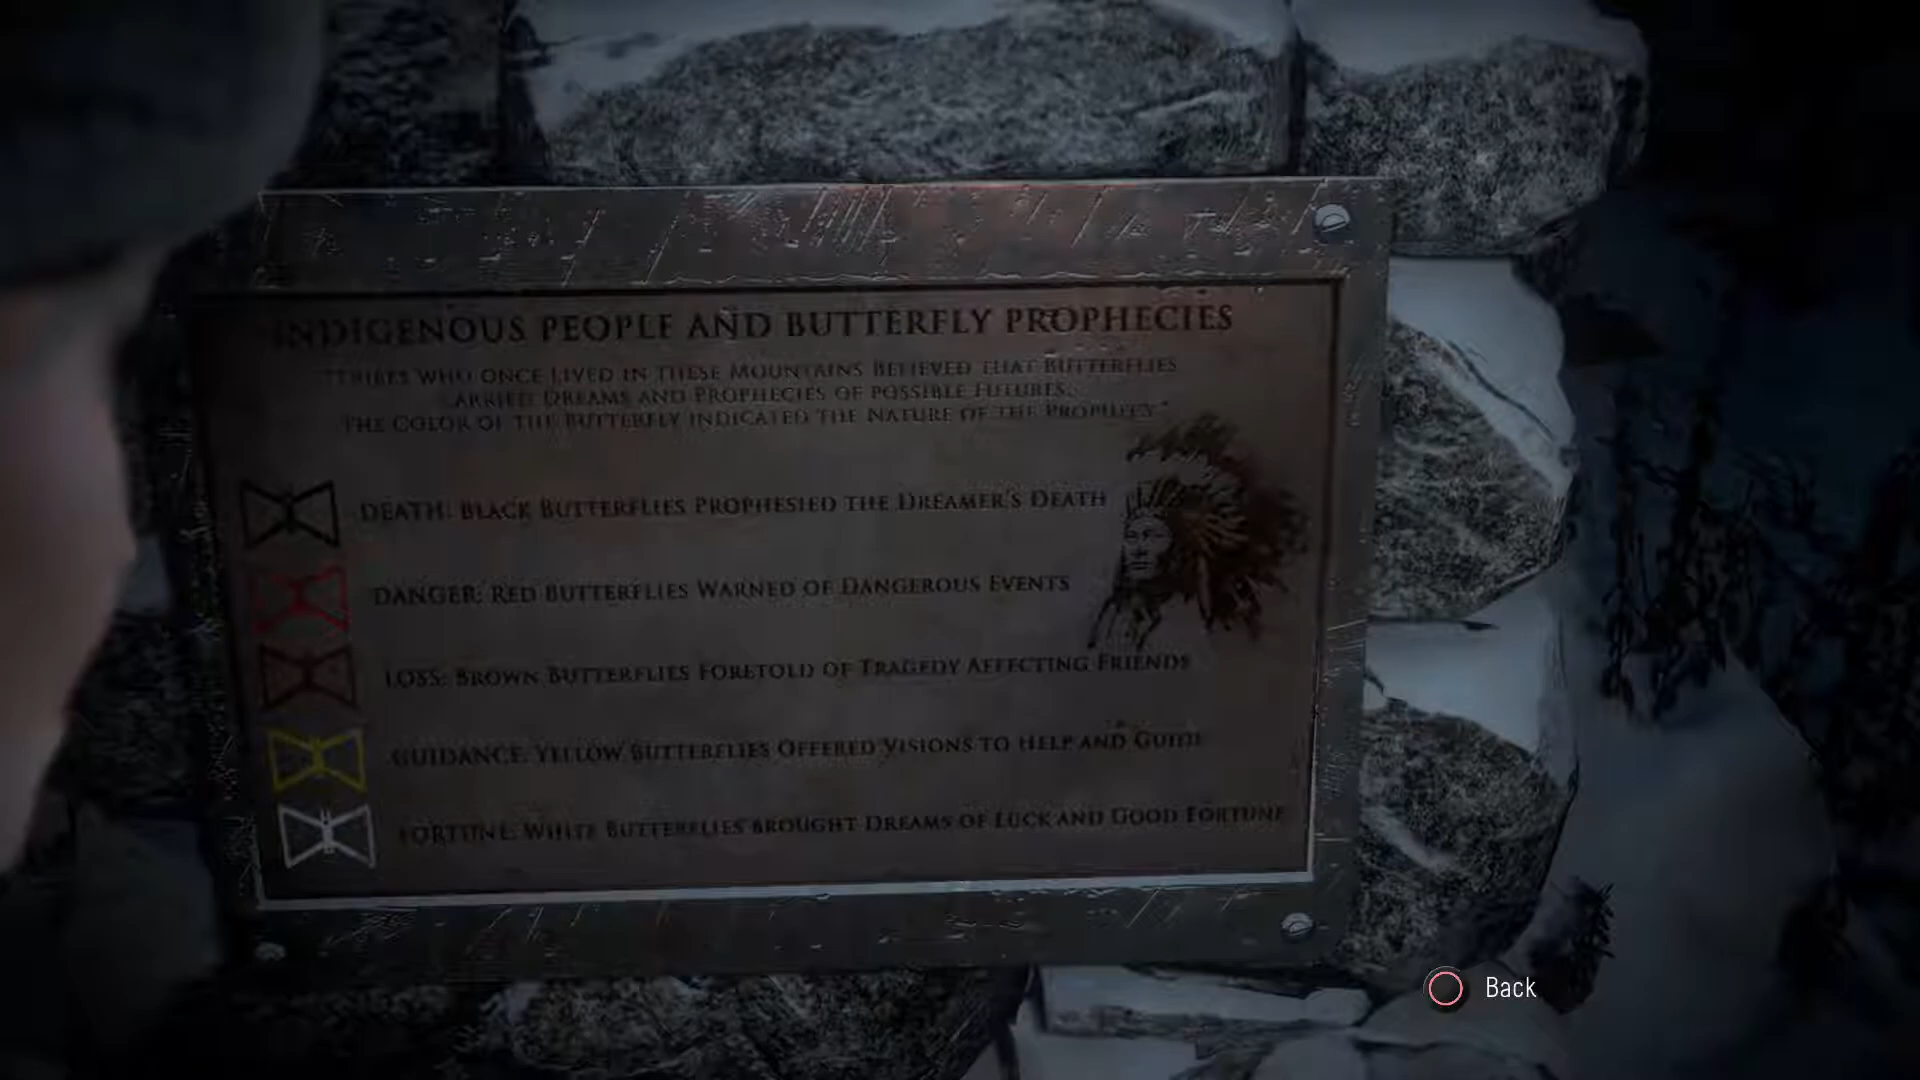 INDIGENOUS PEOPLE AND BUTTERFLY PROPHECIES
"TRIBES WHO ONCE LIVED IN THESE MOUNTAINS BELIEVED THAT BUTTERFLIES
CARRIED DREAMS AND PROPHECIES OF POSSIBLE FUTURES.
THE COLOR OF THE BUTTERFLY INDICATED THE NATURE OF THE PROPHECY."
DEATH: BLACK BUTTERFLIES PROPHESIED THE DREAMER'S DEATH
DANGER: RED BUTTERFLIES WARNED OF DANGEROUS EVENTS
LOSS: BROWN BUTTERFLIES FORETOLD OF TRAGEDY AFFECTING FRIENDS
GUIDANCE: YELLOW BUTTERFLIES OFFERED VISIONS TO HELP AND GUIDE
FORTUNE: WHITE BUTTERFLIES BROUGHT DREAMS OF LUCK AND GOOD FORTUNE
Back